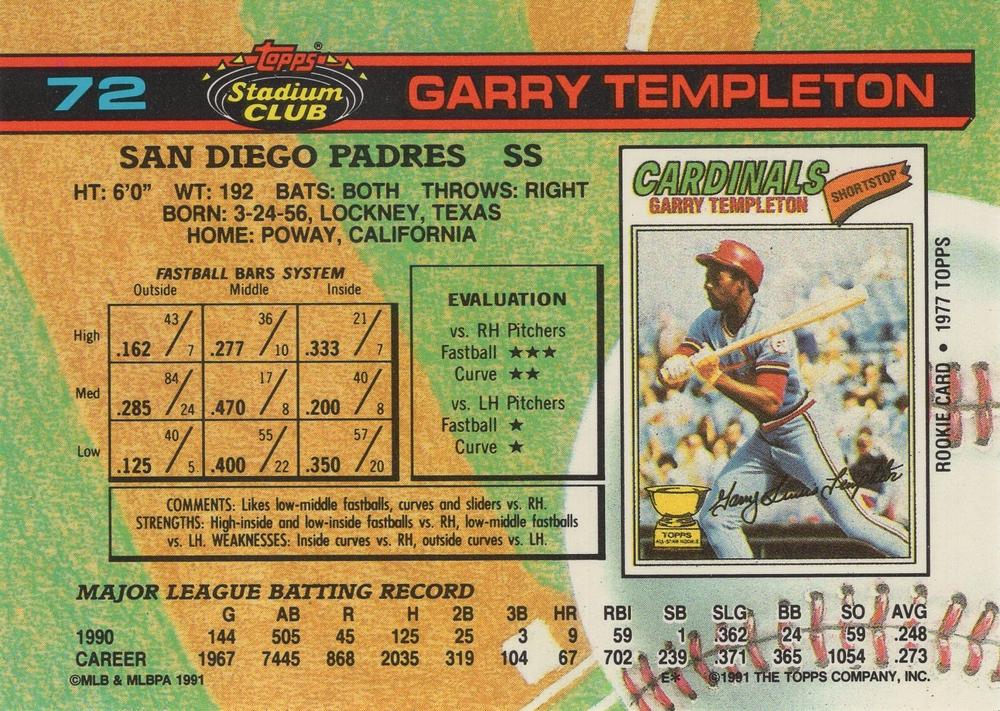 72
Topps®
Stadium
CLUB
GARRY TEMPLETON
SAN DIEGO PADRES SS
HT: 6'0" WT: 192 BATS: BOTH THROWS: RIGHT
BORN: 3-24-56, LOCKNEY, TEXAS
HOME: POWAY, CALIFORNIA
FASTBALL BARS SYSTEM
Outside Middle Inside
High .162 43/7 .277 36/10 .333 21/7
Med .285 84/24 .470 17/8 .200 40/8
Low .125 40/5 .400 55/22 .350 57/20
EVALUATION
vs. RH Pitchers
Fastball ★★★
Curve ★★
vs. LH Pitchers
Fastball ★
Curve ★
COMMENTS: Likes low-middle fastballs, curves and sliders vs. RH.
STRENGTHS: High-inside and low-inside fastballs vs. RH, low-middle fastballs
vs. LH. WEAKNESSES: Inside curves vs. RH, outside curves vs. LH.
CARDINALS
GARRY TEMPLETON
SHORTSTOP
Garry Lewis Templeton
TOPPS
ALL-STAR ROOKIE
ROOKIE CARD • 1977 TOPPS
MAJOR LEAGUE BATTING RECORD
G AB R H 2B 3B HR RBI SB SLG BB SO AVG
1990 144 505 45 125 25 3 9 59 1 .362 24 59 .248
CAREER 1967 7445 868 2035 319 104 67 702 239 .371 365 1054 .273
©MLB & MLBPA 1991 E* ©1991 THE TOPPS COMPANY, INC.